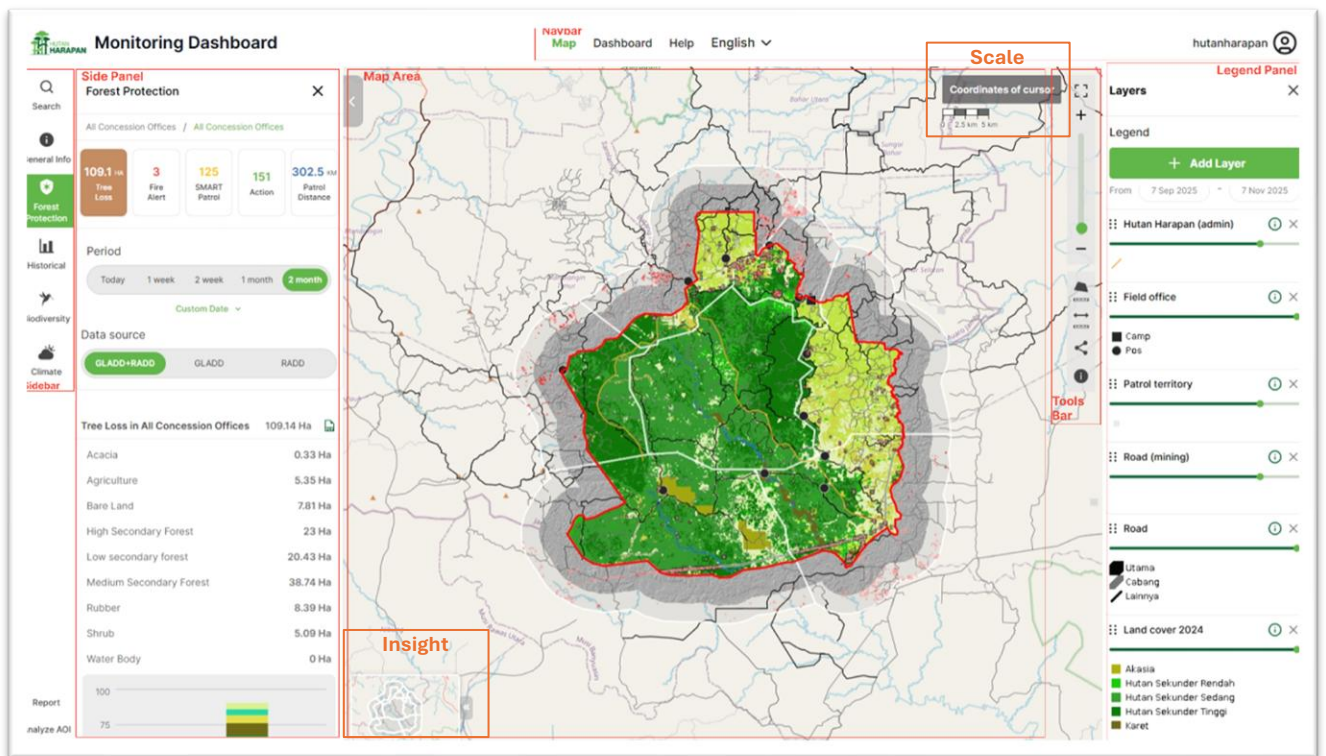 HUTAN
HARAPAN
Monitoring Dashboard
Navbar
Map
Dashboard
Help
English
hutanharapan
Search
General Info
Forest
Protection
Historical
Biodiversity
Climate
Sidebar
Report
nalyze AOI
Side Panel
Forest Protection
All Concession Offices / All Concession Offices
109.1 HA
Tree
Loss
3
Fire
Alert
125
SMART
Patrol
151
Action
302.5 KM
Patrol
Distance
Period
Today
1 week
2 week
1 month
2 month
Custom Date
Data source
GLADD+RADD
GLADD
RADD
Tree Loss in All Concession Offices 109.14 Ha
Acacia 0.33 Ha
Agriculture 5.35 Ha
Bare Land 7.81 Ha
High Secondary Forest 23 Ha
Low secondary forest 20.43 Ha
Medium Secondary Forest 38.74 Ha
Rubber 8.39 Ha
Shrub 5.09 Ha
Water Body 0 Ha
100
75
Map Area
Bahar Utara
Musi Rawas Utara
Insight
Scale
Coordinates of cursor
0 2.5 km 5 km
Tools
Bar
Legend Panel
Layers
Legend
+ Add Layer
From 7 Sep 2025 - 7 Nov 2025
Hutan Harapan (admin)
Field office
Camp
Pos
Patrol territory
Road (mining)
Road
Utama
Cabang
Lainnya
Land cover 2024
Akasia
Hutan Sekunder Rendah
Hutan Sekunder Sedang
Hutan Sekunder Tinggi
Karet